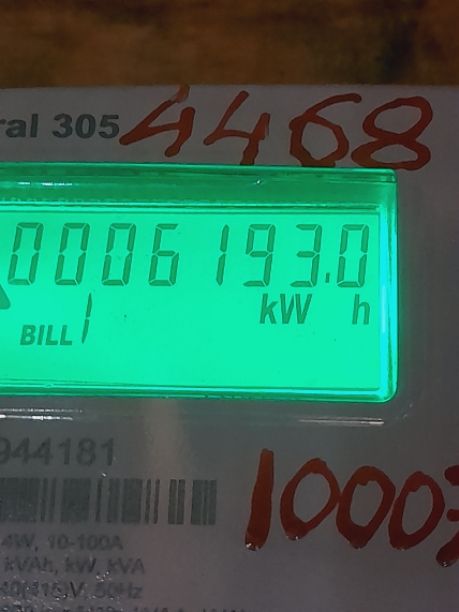 ral 305
4468
0006193.0
kW h
BILL 1
944181
1000
4W, 10-100A
kVAh, kW, kVA
50Hz